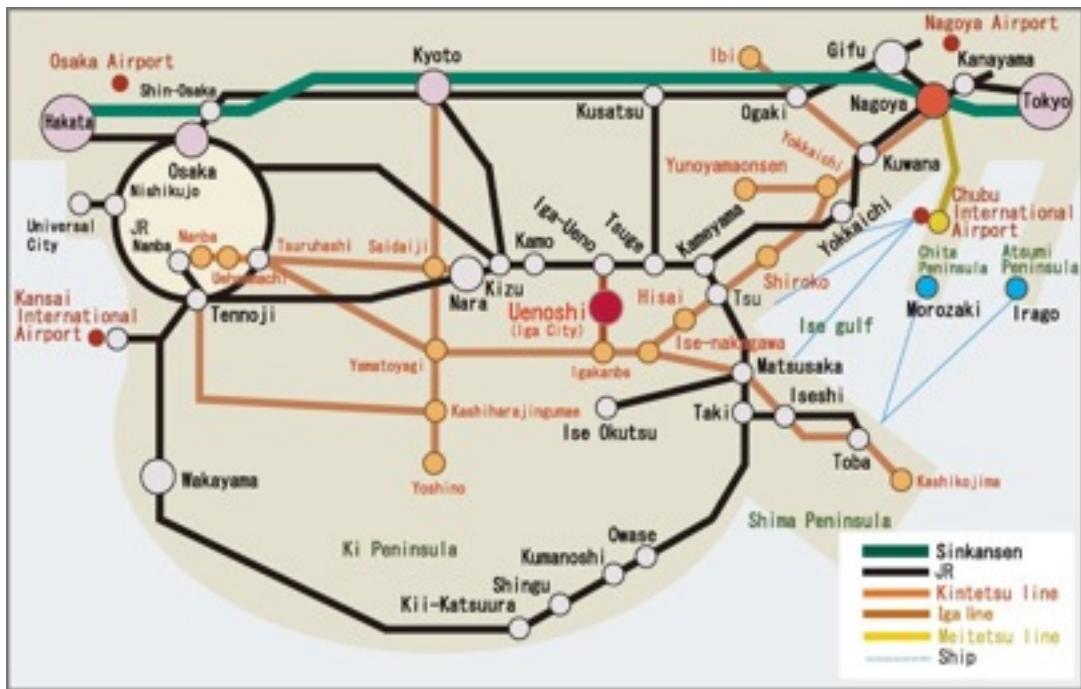 Nagoya Airport
Osaka Airport
Kyoto
Ibi
Gifu
Kanayama
Shin-Osaka
Hakata
Kusatsu
Ogaki
Nagoya
Tokyo
Osaka
Yokkaichi
Kuwana
Yunoyamaonsen
Nishikujo
Universal
City
JR
Nanba
Nanba
Tsuruhashi
Saidaiji
Kamo
Iga-Ueno
Tsuge
Kameyama
Yokkaichi
Chubu
International
Airport
Chita
Peninsula
Atsumi
Peninsula
Kizu
Nara
Kansai
International
Airport
Tennoji
Uenoshi
(Iga City)
Hisai
Shiroko
Tsu
Morozaki
Irago
Ise gulf
Ise-nakagawa
Yamatoyagi
Igakanbe
Matsusaka
Kashiharajingumae
Ise Okutsu
Taki
Iseshi
Toba
Wakayama
Yoshino
Kashikojima
Shima Peninsula
Ki Peninsula
Owase
Kumanoshi
Shingu
Kii-Katsuura
Sinkansen
JR
Kintetsu line
Iga line
Meitetsu line
Ship